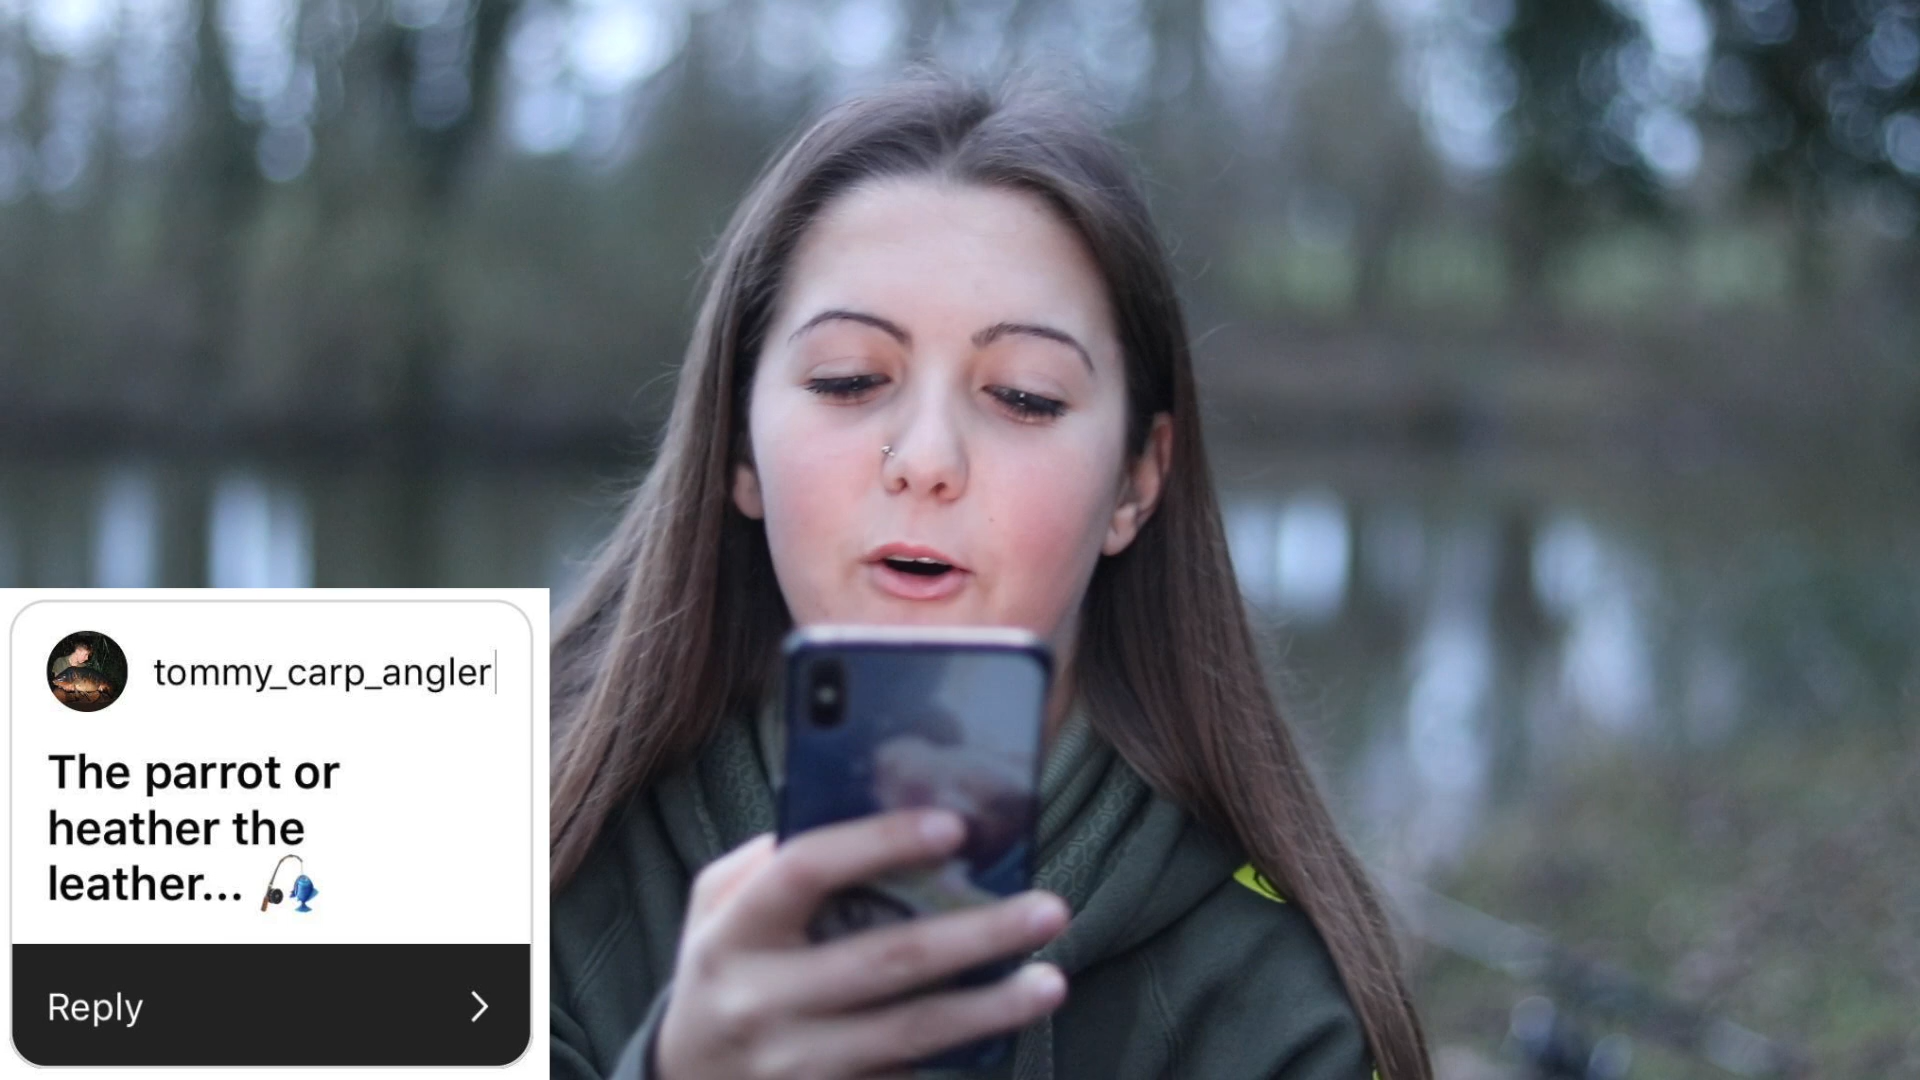 tommy_carp_angler
The parrot or
heather the
leather... 🎣
Reply